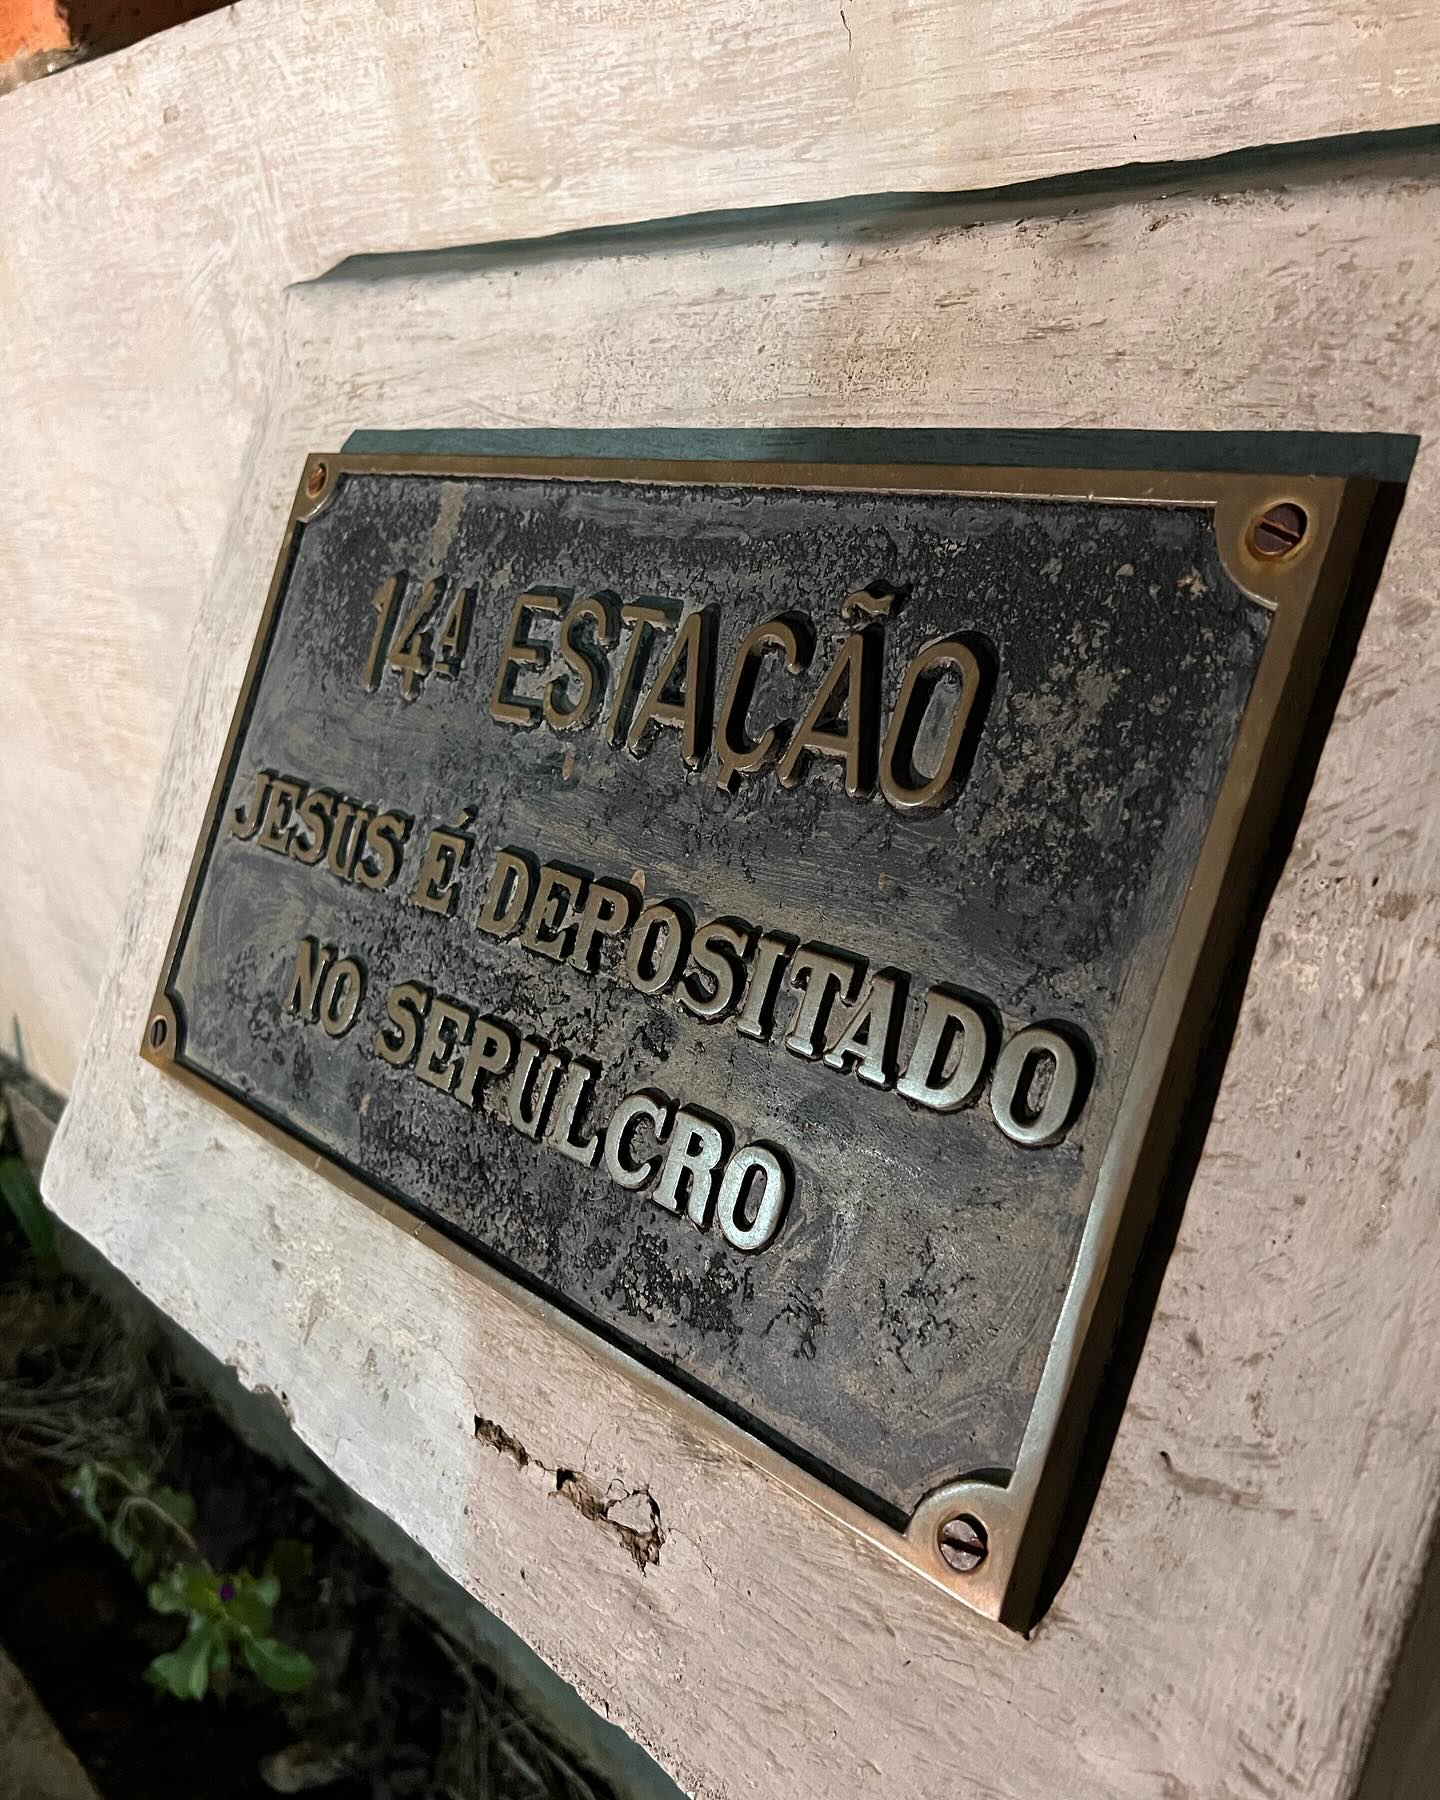 14ª ESTAÇÃO
JESUS É DEPOSITADO
NO SEPULCRO